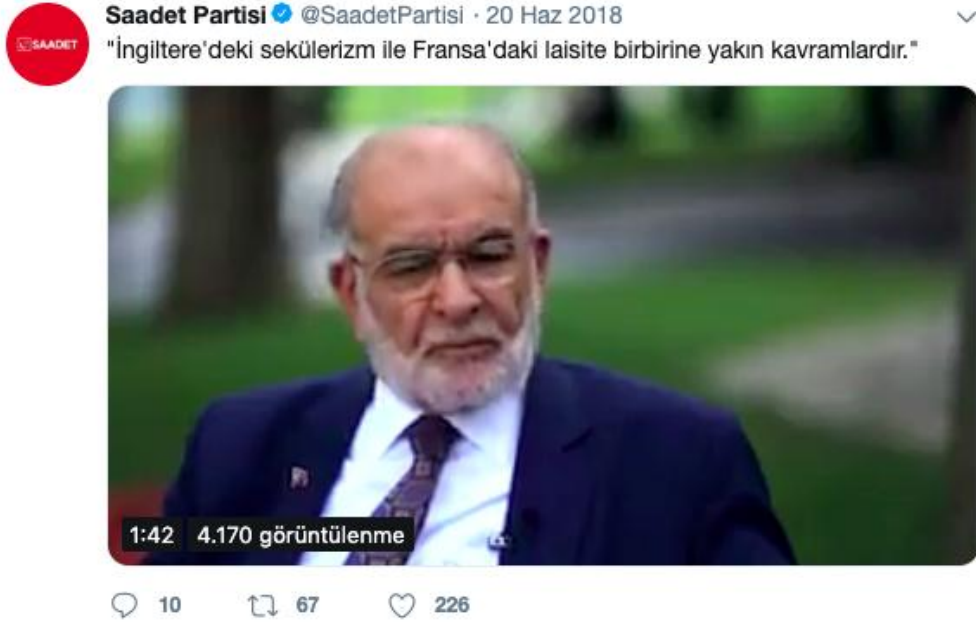 Saadet Partisi @SaadetPartisi · 20 Haz 2018
SAADET
"İngiltere'deki sekülerizm ile Fransa'daki laisite birbirine yakın kavramlardır."
1:42 4.170 görüntülenme
10 67 226